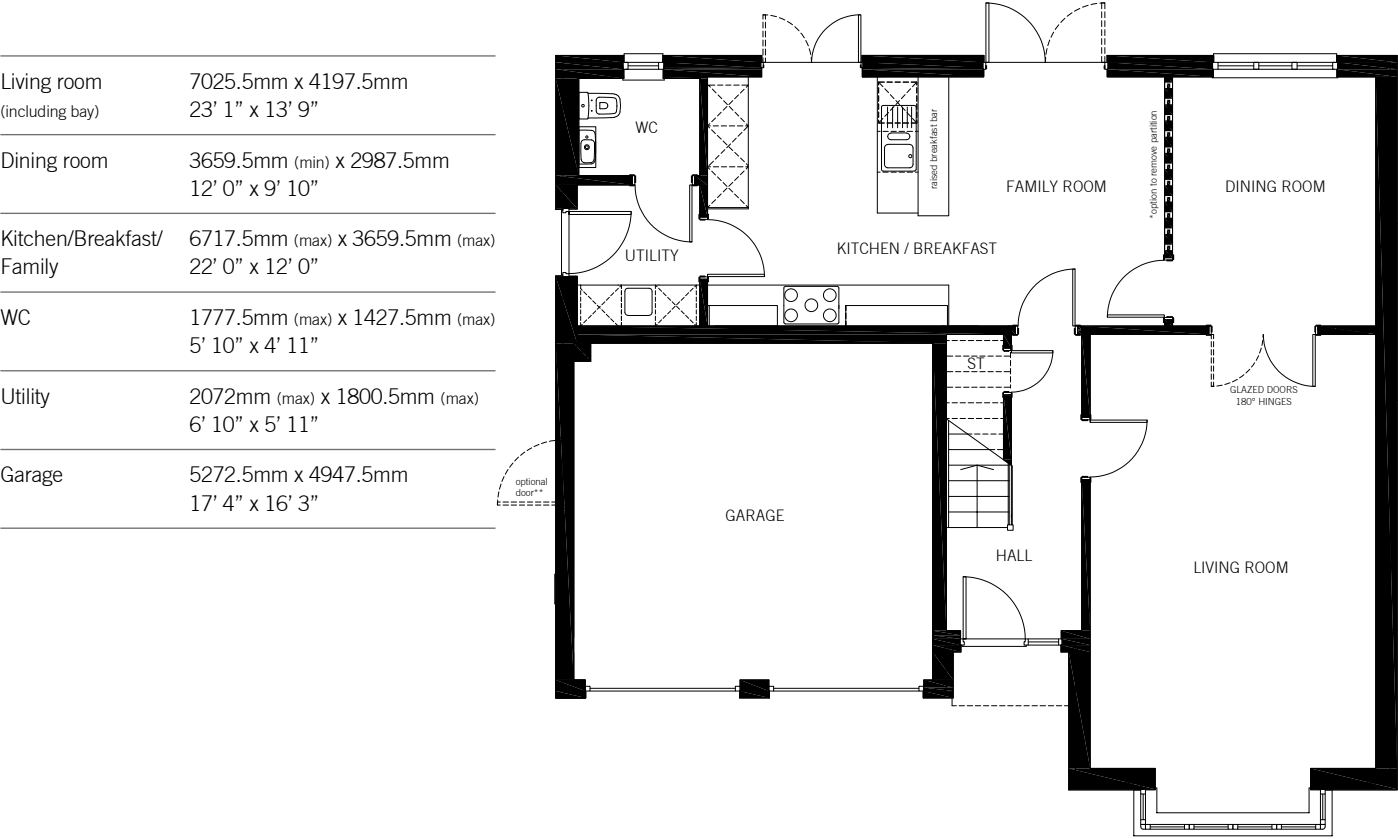 Living room 7025.5mm x 4197.5mm
(including bay) 23’ 1” x 13’ 9”
Dining room 3659.5mm (min) x 2987.5mm
12’ 0” x 9’ 10”
Kitchen/Breakfast/ 6717.5mm (max) x 3659.5mm (max)
Family 22’ 0” x 12’ 0”
WC 1777.5mm (max) x 1427.5mm (max)
5’ 10” x 4’ 11”
Utility 2072mm (max) x 1800.5mm (max)
6’ 10” x 5’ 11”
Garage 5272.5mm x 4947.5mm
17’ 4” x 16’ 3”
WC
raised breakfast bar
*option to remove partition
FAMILY ROOM
DINING ROOM
KITCHEN / BREAKFAST
UTILITY
ST
GLAZED DOORS
180° HINGES
optional
door**
GARAGE
HALL
LIVING ROOM